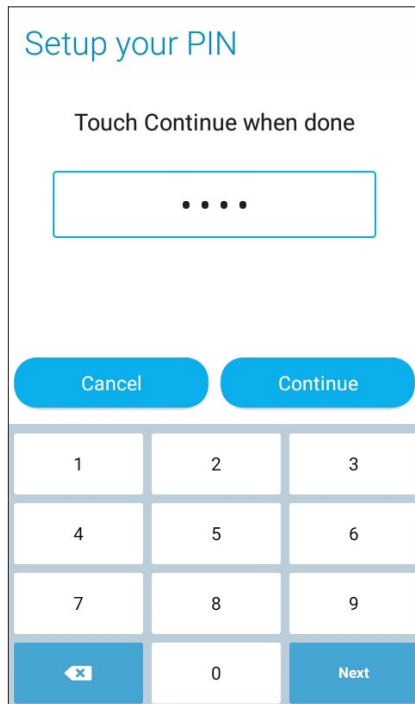 Setup your PIN
Touch Continue when done
••••
Cancel Continue
1 2 3
4 5 6
7 8 9
0 Next